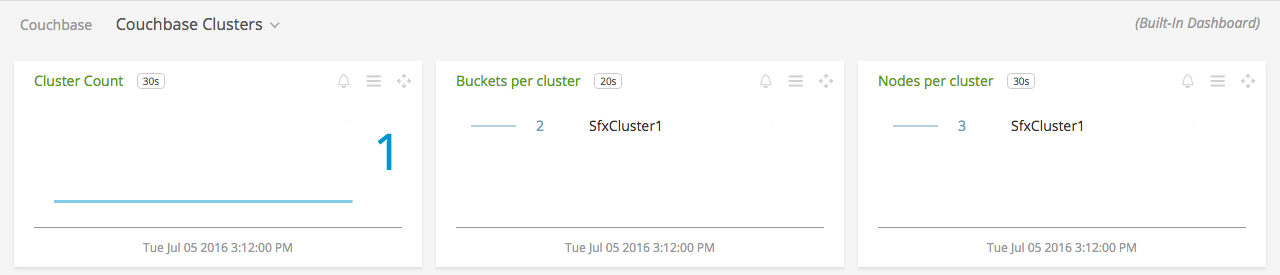 Couchbase Couchbase Clusters
(Built-In Dashboard)
Cluster Count 30s
1
Tue Jul 05 2016 3:12:00 PM
Buckets per cluster 20s
2 SfxCluster1
Tue Jul 05 2016 3:12:00 PM
Nodes per cluster 30s
3 SfxCluster1
Tue Jul 05 2016 3:12:00 PM